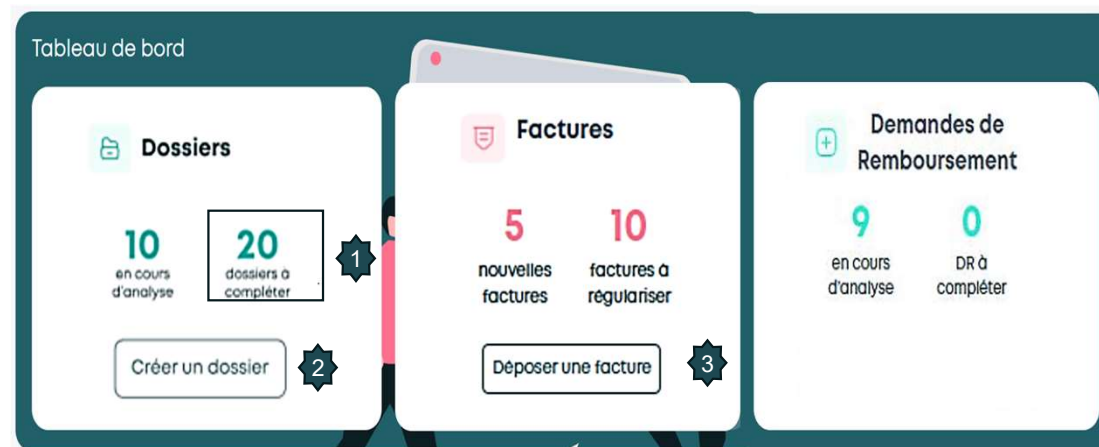 Tableau de bord
Dossiers
10
en cours
d'analyse
20
dossiers à
compléter
1
Créer un dossier
2
Factures
5
nouvelles
factures
10
factures à
régulariser
Déposer une facture
3
Demandes de
Remboursement
9
en cours
d'analyse
0
DR à
compléter